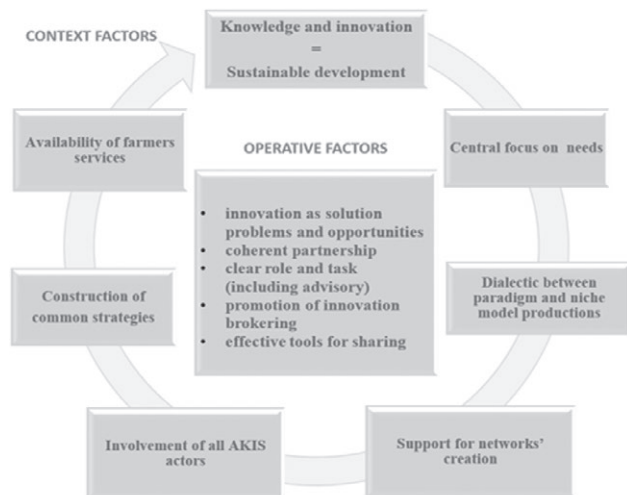 CONTEXT FACTORS
Knowledge and innovation
=
Sustainable development
Availability of farmers
services
OPERATIVE FACTORS
Central focus on needs
• innovation as solution
problems and opportunities
• coherent partnership
• clear role and task
(including advisory)
• promotion of innovation
brokering
• effective tools for sharing
Construction of
common strategies
Dialectic between
paradigm and niche
model productions
Involvement of all AKIS
actors
Support for networks'
creation